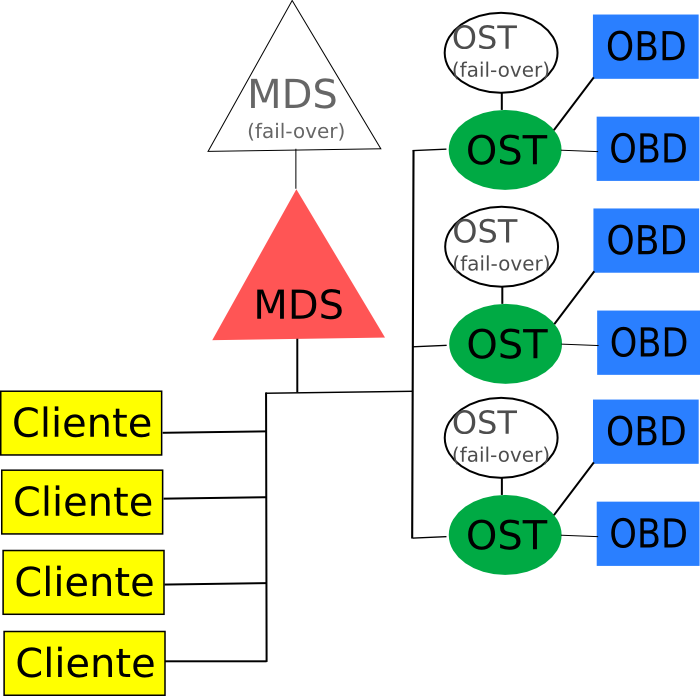 MDS
(fail-over)
MDS
Cliente
Cliente
Cliente
Cliente
OST
(fail-over)
OST
OBD
OBD
OST
(fail-over)
OST
OBD
OBD
OST
(fail-over)
OST
OBD
OBD